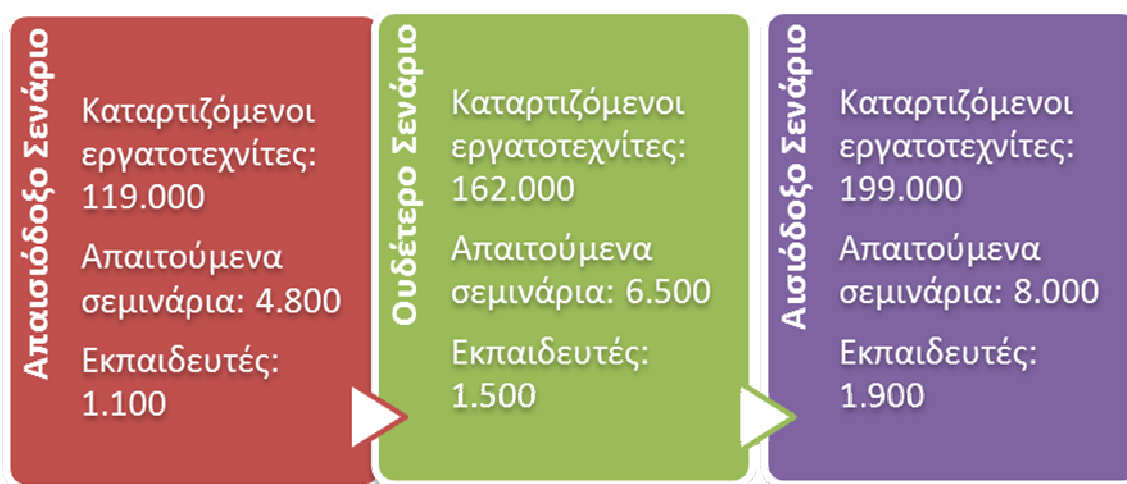 Απαισιόδοξο Σενάριο
Καταρτιζόμενοι
εργατοτεχνίτες:
119.000
Απαιτούμενα
σεμινάρια: 4.800
Εκπαιδευτές:
1.100
Ουδέτερο Σενάριο
Καταρτιζόμενοι
εργατοτεχνίτες:
162.000
Απαιτούμενα
σεμινάρια: 6.500
Εκπαιδευτές:
1.500
Αισιόδοξο Σενάριο
Καταρτιζόμενοι
εργατοτεχνίτες:
199.000
Απαιτούμενα
σεμινάρια: 8.000
Εκπαιδευτές:
1.900